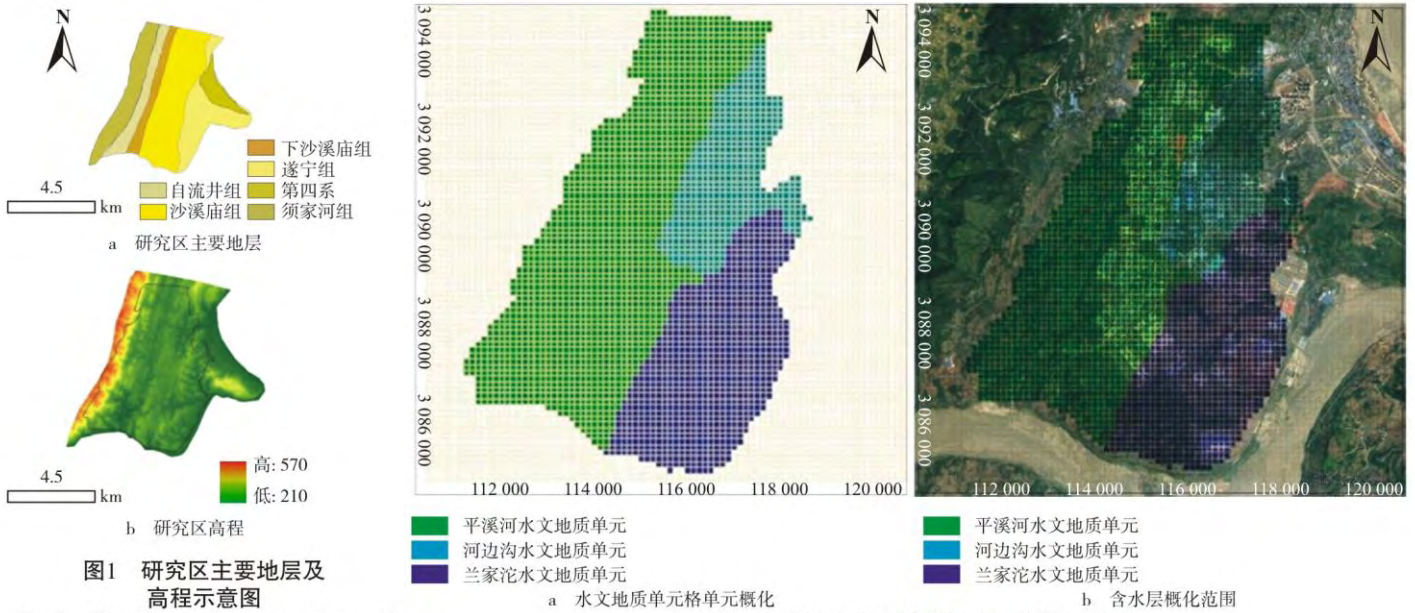 N
下沙溪庙组
遂宁组
4.5
自流井组
第四系
km
沙溪庙组
须家河组
a 研究区主要地层
高: 570
4.5
低: 210
km
b 研究区高程
图1 研究区主要地层及
高程示意图
N
3 094 000
3 092 000
3 090 000
3 088 000
3 086 000
112 000 114 000 116 000 118 000 120 000
平溪河水文地质单元
河边沟水文地质单元
兰家沱水文地质单元
a 水文地质单元格单元概化
N
3 094 000
3 092 000
3 090 000
3 088 000
3 086 000
112 000 114 000 116 000 118 000 120 000
平溪河水文地质单元
河边沟水文地质单元
兰家沱水文地质单元
b 含水层概化范围